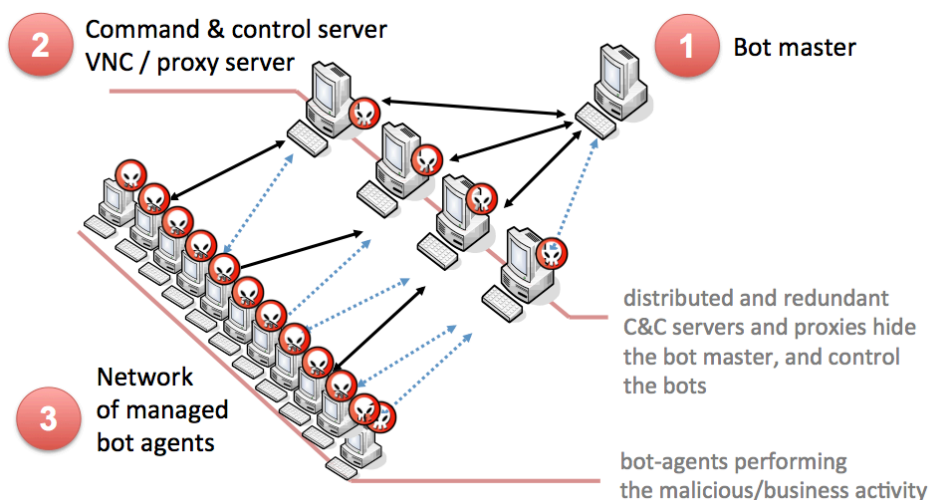 2
Command & control server
VNC / proxy server
1
Bot master
distributed and redundant
C&C servers and proxies hide
the bot master, and control
the bots
3
Network
of managed
bot agents
bot-agents performing
the malicious/business activity